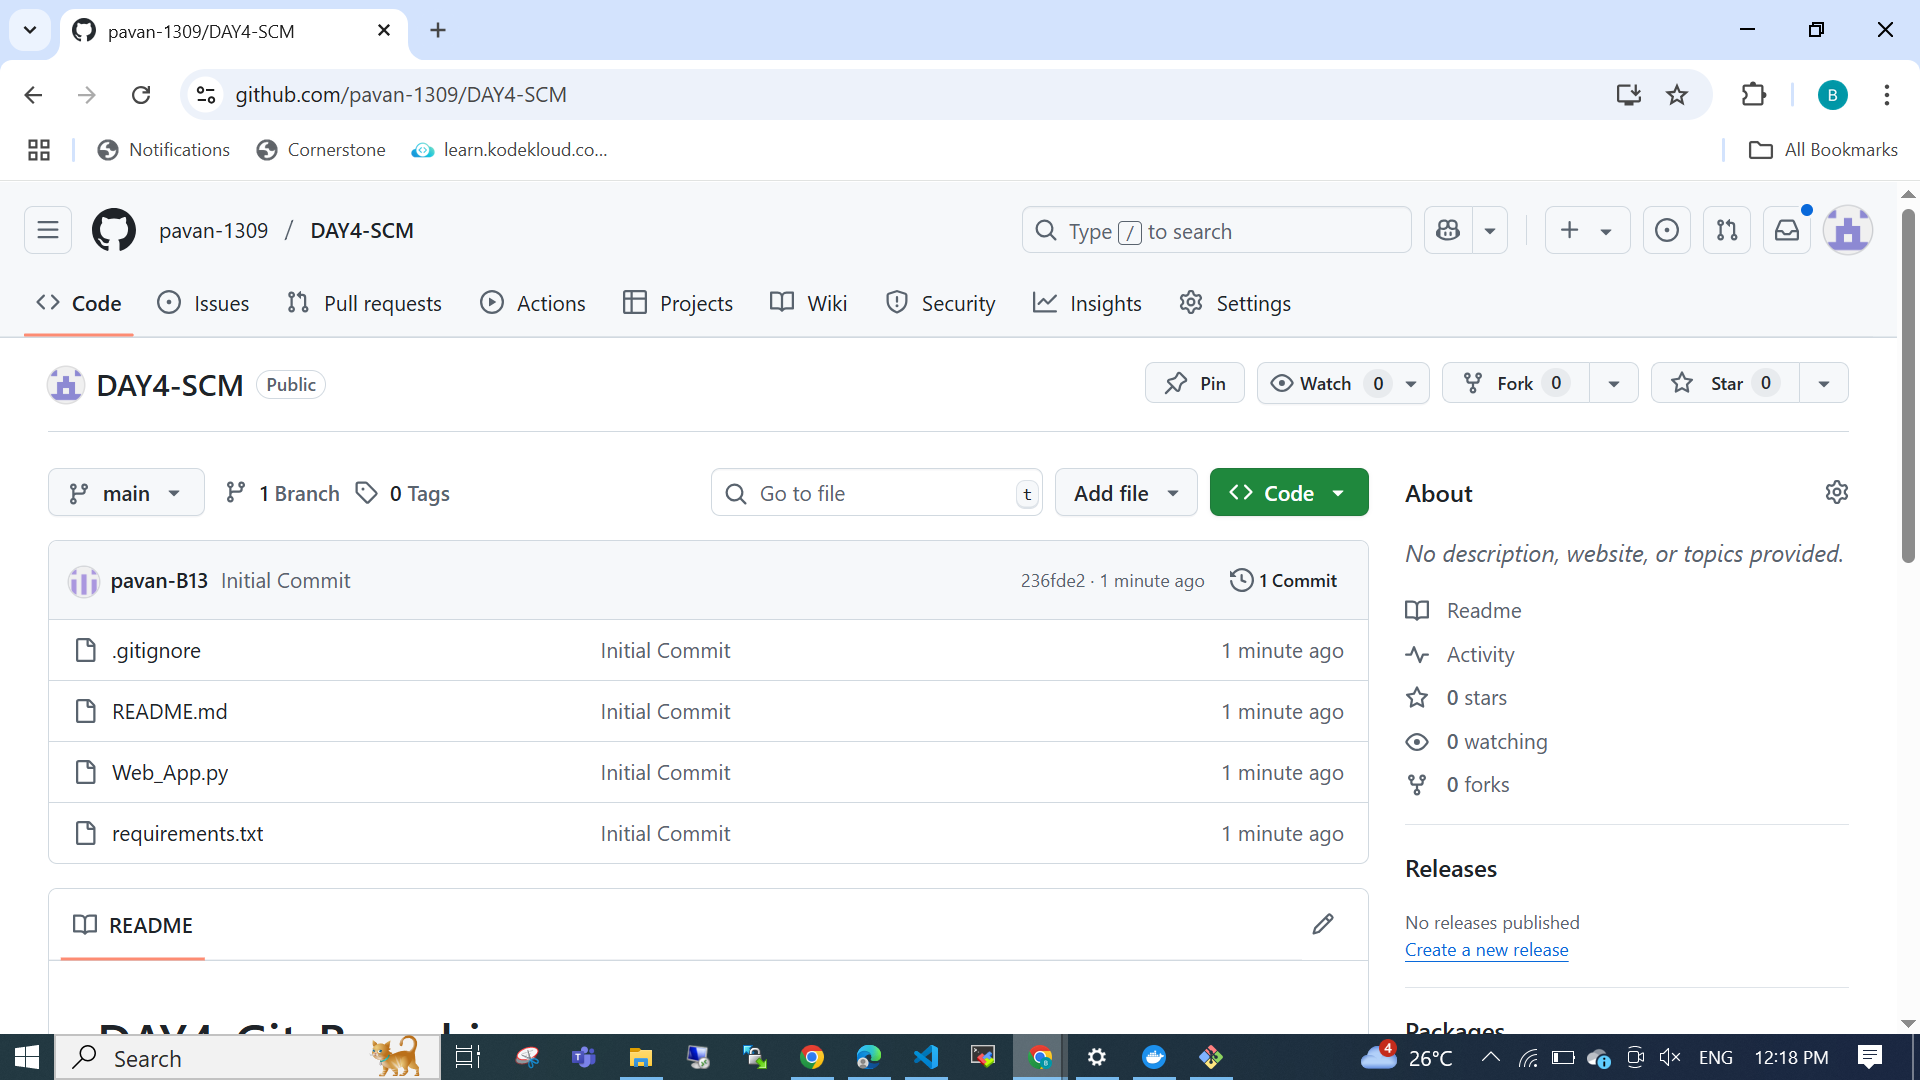 pavan-1309/DAY4-SCM
github.com/pavan-1309/DAY4-SCM
B
Notifications
Cornerstone
learn.kodekloud.co...
All Bookmarks
pavan-1309 / DAY4-SCM
Type / to search
Code
Issues
Pull requests
Actions
Projects
Wiki
Security
Insights
Settings
DAY4-SCM
Public
Pin
Watch 0
Fork 0
Star 0
main
1 Branch
0 Tags
Go to file
t
Add file
Code
pavan-B13 Initial Commit
236fde2 · 1 minute ago
1 Commit
.gitignore Initial Commit 1 minute ago
README.md Initial Commit 1 minute ago
Web_App.py Initial Commit 1 minute ago
requirements.txt Initial Commit 1 minute ago
README
About
No description, website, or topics provided.
Readme
Activity
0 stars
0 watching
0 forks
Releases
No releases published
Create a new release
Packages
Search
4
26°C
ENG
12:18 PM